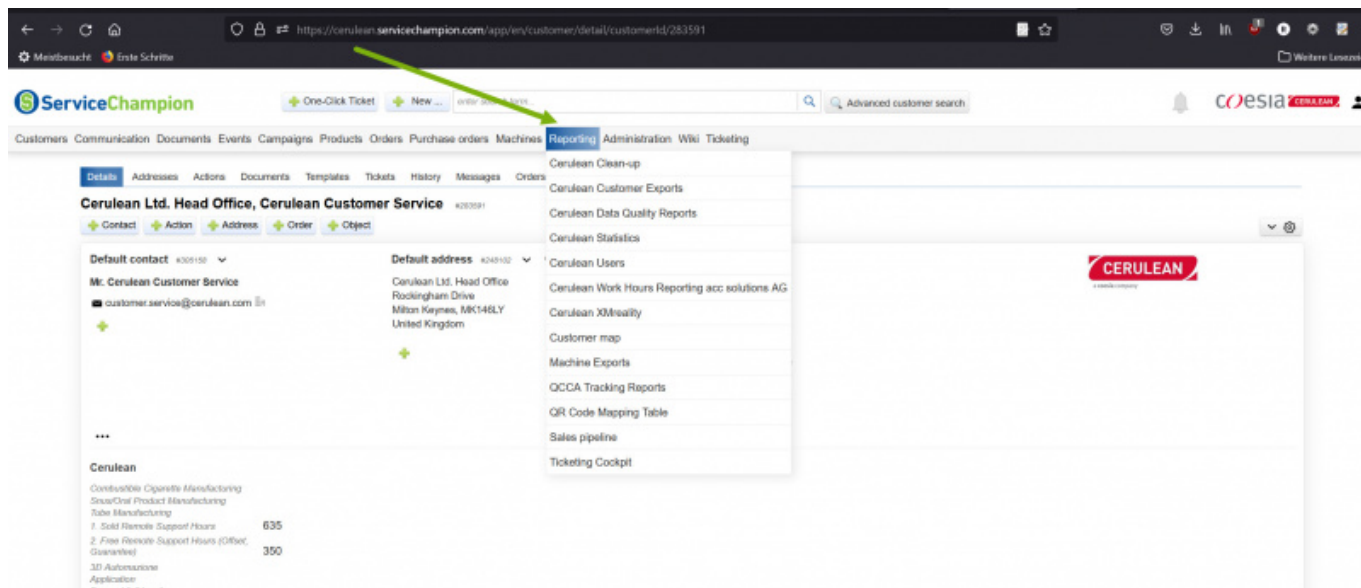 https://cerulean.servicechampion.com/app/en/customer/detail/customerId/283591
Meistbesucht Erste Schritte
Weitere Lesezei
ServiceChampion
One-Click Ticket New ... enter search term...
Advanced customer search
coesia CERULEAN
Customers Communication Documents Events Campaigns Products Orders Purchase orders Machines Reporting Administration Wiki Ticketing
Details Addresses Actions Documents Templates Tickets History Messages Orders
Cerulean Ltd. Head Office, Cerulean Customer Service #283591
Contact Action Address Order Object
Cerulean Clean-up
Cerulean Customer Exports
Cerulean Data Quality Reports
Cerulean Statistics
Cerulean Users
Cerulean Work Hours Reporting acc solutions AG
Cerulean XMreality
Customer map
Machine Exports
QCCA Tracking Reports
QR Code Mapping Table
Sales pipeline
Ticketing Cockpit
Default contact
Mr. Cerulean Customer Service
customer.service@cerulean.com
Default address
Cerulean Ltd. Head Office
Rockingham Drive
Milton Keynes, MK146LY
United Kingdom
CERULEAN
a coesia company
...
Cerulean
Combustible Cigarette Manufacturing
Snus/Oral Product Manufacturing
Tube Manufacturing
1. Sold Remote Support Hours 635
2. Free Remote Support Hours (Offset,
Guarantee) 350
3D Automazione
Application